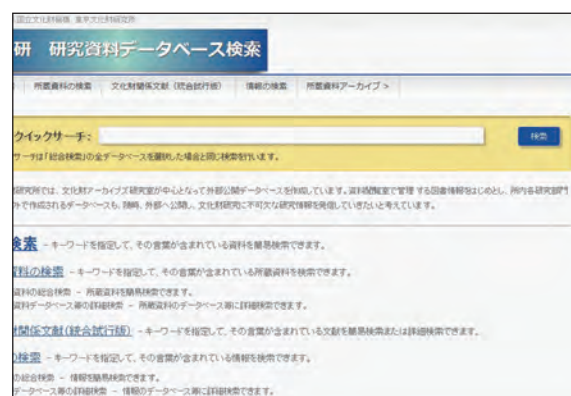 国立文化財機構 東京文化財研究所
研 研究資料データベース検索
所蔵資料の検索 文化財関係文献（統合試行版） 情報の検索 所蔵資料アーカイブ >
クイックサーチ: 検索
サーチは「総合検索」の全データベースを選択した場合と同じ検索を行います。
財研究所では、文化財アーカイブズ研究室が中心となって外部公開データベースを作成しています。資料閲覧室で管理する図書情報をはじめとし、所内各研究部門
外で作成されるデータベースも、随時、外部へ公開し、文化財研究に不可欠な研究情報を発信していきたいと考えています。
検索 - キーワードを指定して、その言葉が含まれている資料を簡易検索できます。
資料の検索 - キーワードを指定して、その言葉が含まれている所蔵資料を検索できます。
資料の総合検索 - 所蔵資料を簡易検索できます。
資料データベース毎の詳細検索 - 所蔵資料のデータベース毎に詳細検索できます。
財関係文献(統合試行版) - キーワードを指定して、その言葉が含まれている文献を簡易検索または詳細検索できます。
の検索 - キーワードを指定して、その言葉が含まれている情報を検索できます。
の総合検索 - 情報を簡易検索できます。
データベース毎の詳細検索 - 情報のデータベース毎に詳細検索できます。